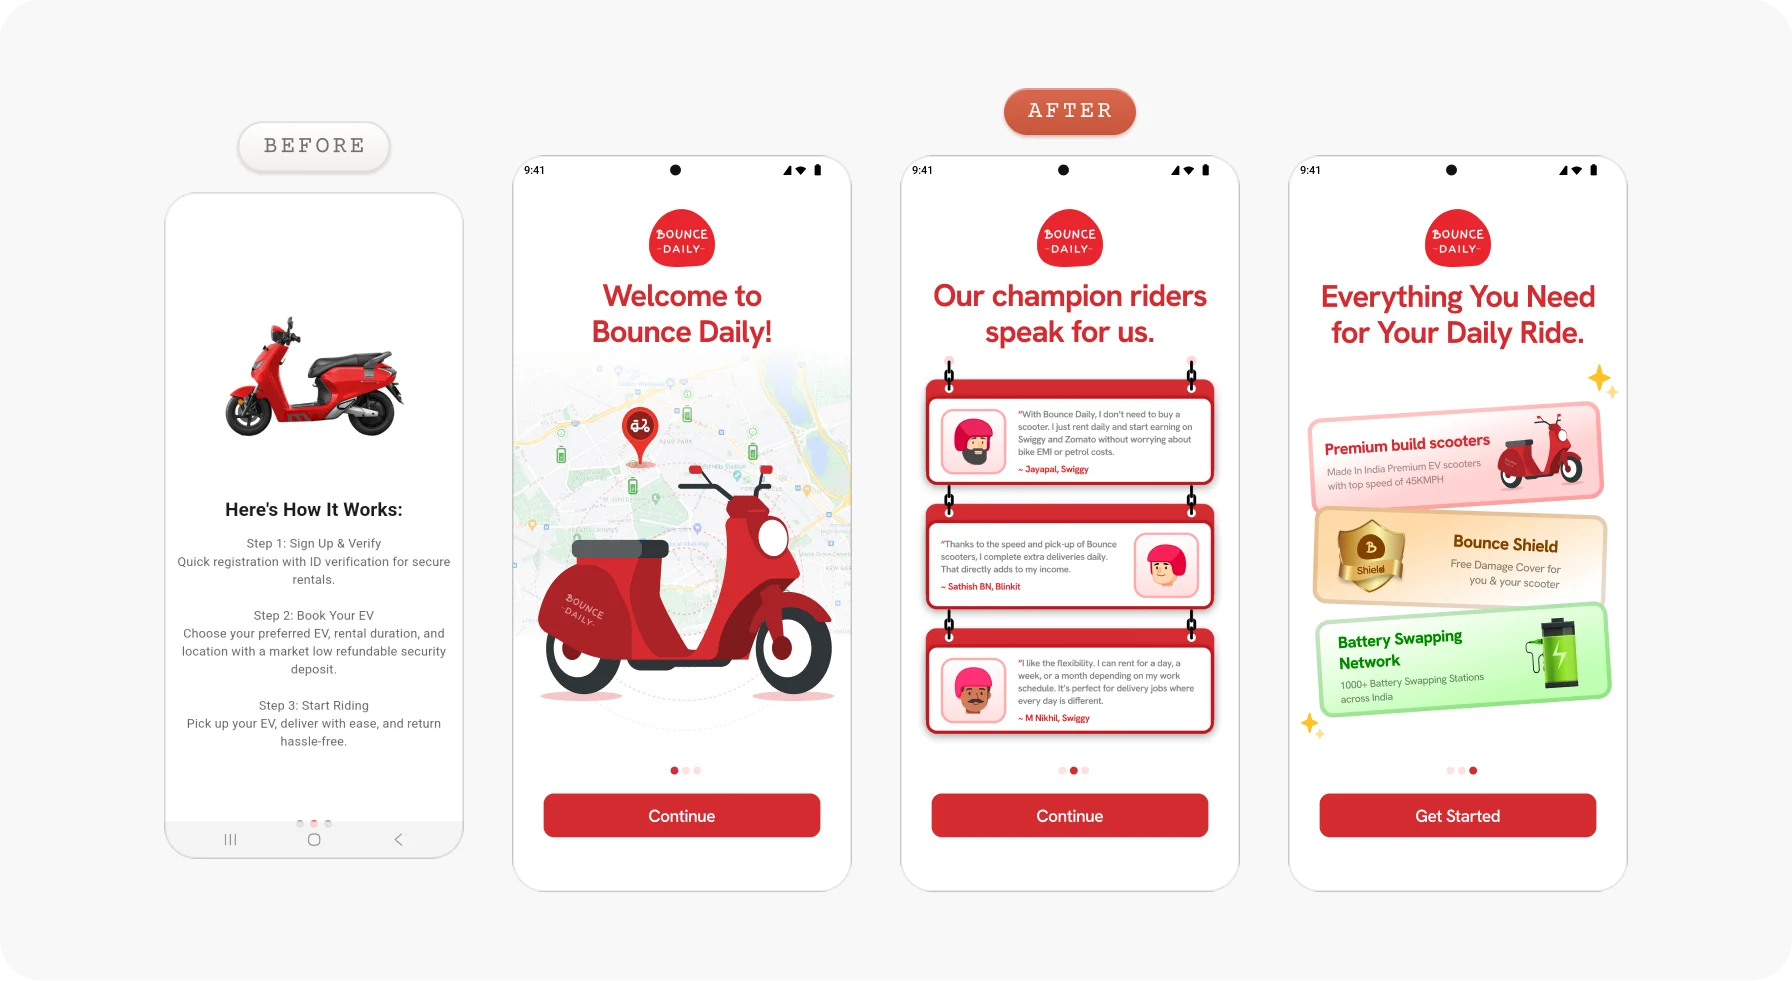 BEFORE
Here's How It Works:
Step 1: Sign Up & Verify
Quick registration with ID verification for secure
rentals.
Step 2: Book Your EV
Choose your preferred EV, rental duration, and
location with a market low refundable security
deposit.
Step 3: Start Riding
Pick up your EV, deliver with ease, and return
hassle-free.
AFTER
9:41
BOUNCE
-DAILY-
Welcome to
Bounce Daily!
BOUNCE
-DAILY-
Continue
9:41
BOUNCE
-DAILY-
Our champion riders
speak for us.
"With Bounce Daily, I don't need to buy a
scooter. I just rent daily and start earning on
Swiggy and Zomato without worrying about
bike EMI or petrol costs.
~ Jayapal, Swiggy
"Thanks to the speed and pick-up of Bounce
scooters, I complete extra deliveries daily.
That directly adds to my income.
~ Sathish BN, Blinkit
"I like the flexibility. I can rent for a day, a
week, or a month depending on my work
schedule. It's perfect for delivery jobs where
every day is different.
~ M Nikhil, Swiggy
Continue
9:41
BOUNCE
-DAILY-
Everything You Need
for Your Daily Ride.
Premium build scooters
Made In India Premium EV scooters
with top speed of 45KMPH
B
Shield
Bounce Shield
Free Damage Cover for
you & your scooter
Battery Swapping
Network
1000+ Battery Swapping Stations
across India
Get Started